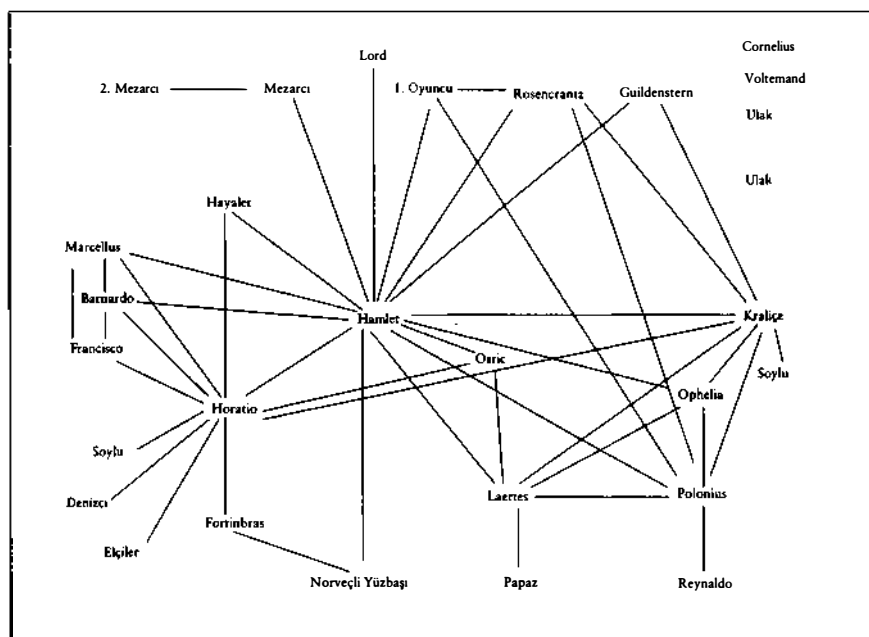 Lord
Cornelius
2. Mezarcı
Mezarcı
1. Oyuncu
Rosencrantz
Guildenstern
Voltemand
Ulak
Ulak
Hayalet
Marcellus
Barnardo
Hamlet
Kraliçe
Francisco
Osric
Soylu
Horatio
Ophelia
Soylu
Laertes
Polonius
Denizci
Fortinbras
Elçiler
Norveçli Yüzbaşı
Papaz
Reynaldo